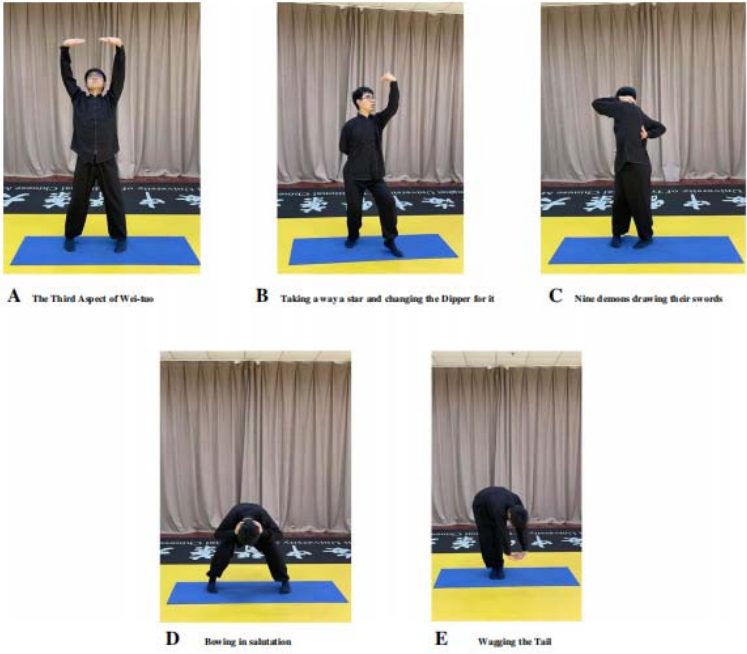 A The Third Aspect of Wei-tuo
B Taking a way a star and changing the Dipper for it
C Nine demons drawing their swords
D Bowing in salutation
E Wagging the Tail